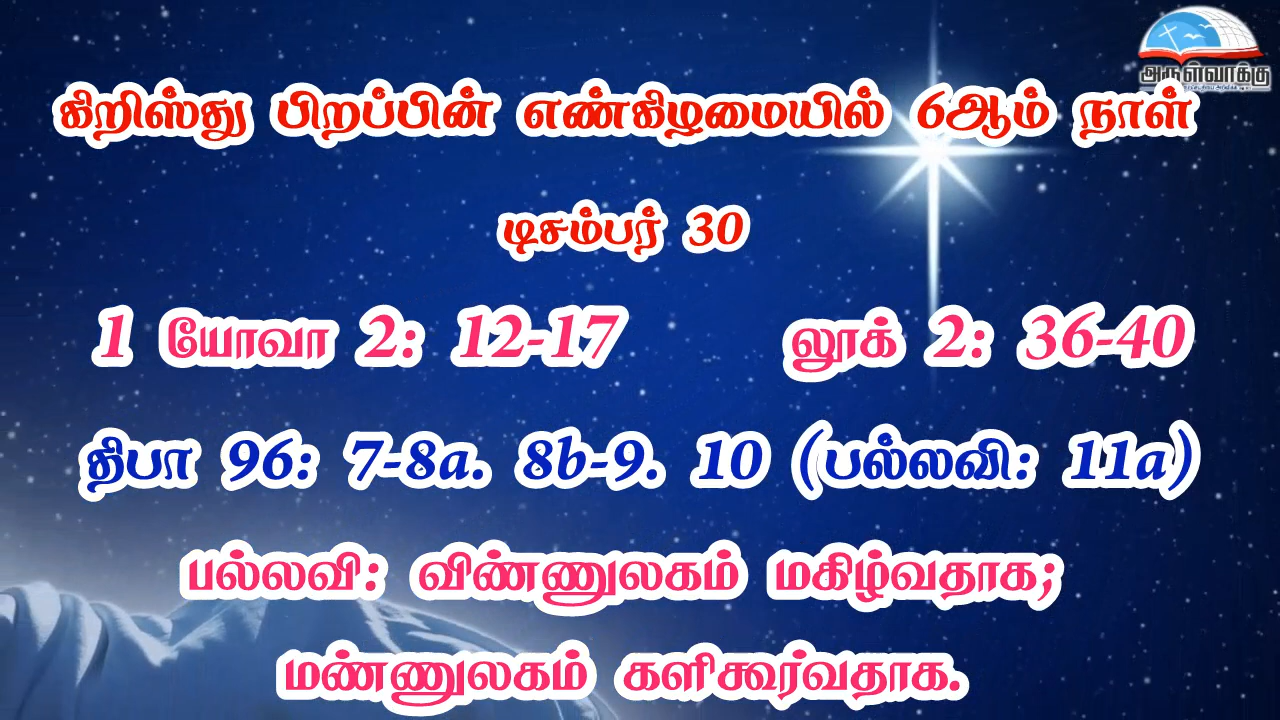 அருள்வாக்கு
கிறிஸ்து பிறப்பின் எண்கிழமையில் 6ஆம் நாள்
டிசம்பர் 30
1 யோவா 2: 12-17 லூக் 2: 36-40
திபா 96: 7-8a. 8b-9. 10 (பல்லவி: 11a)
பல்லவி: விண்ணுலகம் மகிழ்வதாக;
மண்ணுலகம் களிகூர்வதாக.